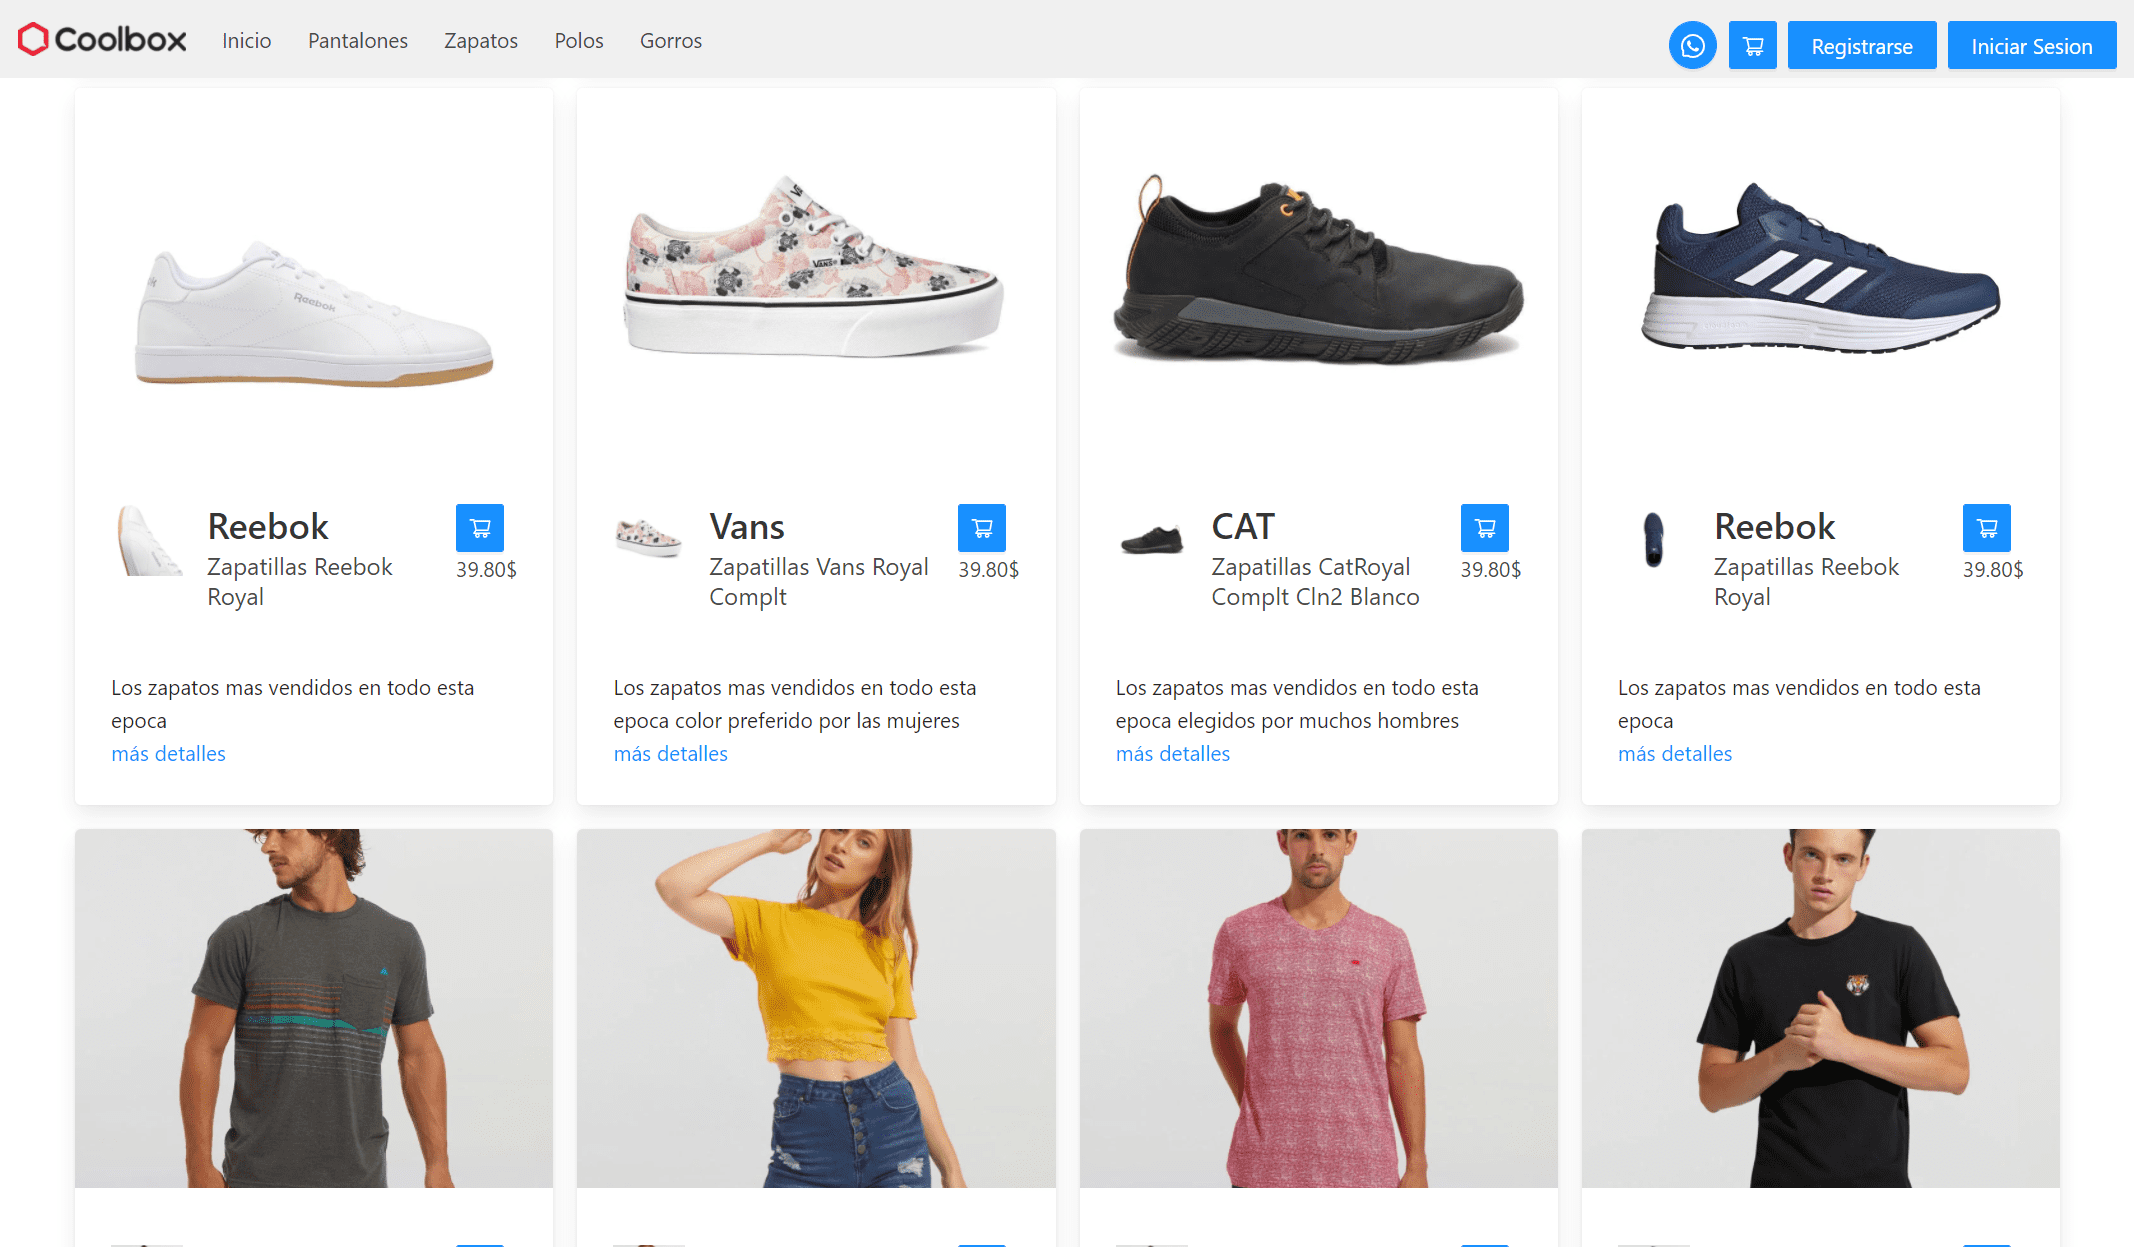 Coolbox Inicio Pantalones Zapatos Polos Gorros Registrarse Iniciar Sesion
Reebok
VANS
Reebok
Zapatillas Reebok
Royal
39.80$
Los zapatos mas vendidos en todo esta
epoca
más detalles
Vans
Zapatillas Vans Royal
Complt
39.80$
Los zapatos mas vendidos en todo esta
epoca color preferido por las mujeres
más detalles
CAT
Zapatillas CatRoyal
Complt Cln2 Blanco
39.80$
Los zapatos mas vendidos en todo esta
epoca elegidos por muchos hombres
más detalles
Reebok
Zapatillas Reebok
Royal
39.80$
Los zapatos mas vendidos en todo esta
epoca
más detalles